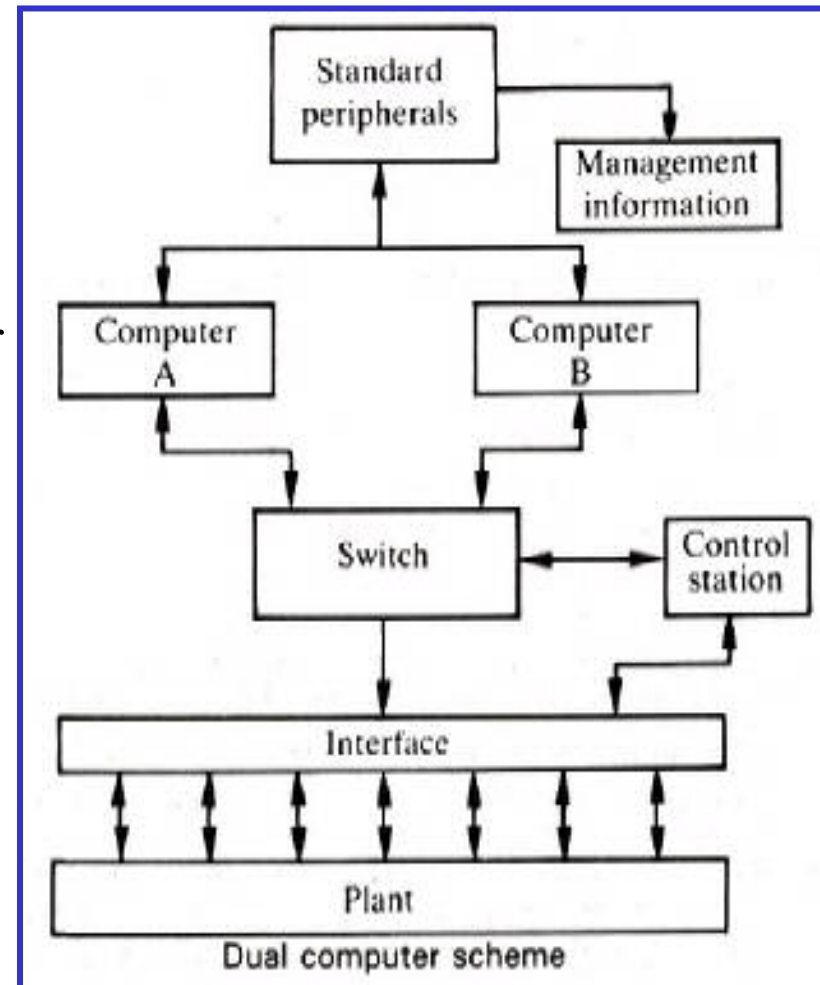 Standard
peripherals
Management
information
Computer
A
Computer
B
Switch
Control
station
Interface
Plant
Dual computer scheme